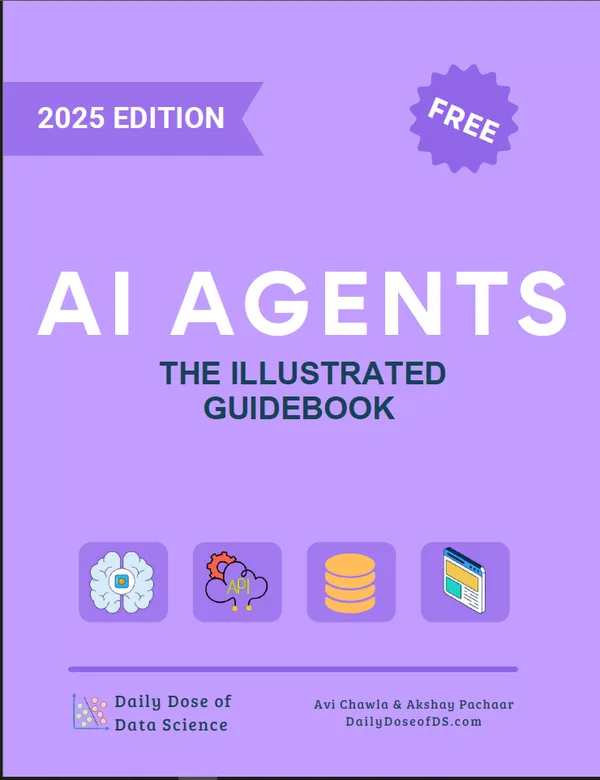 2025 EDITION
FREE
AI AGENTS
THE ILLUSTRATED
GUIDEBOOK
API
Daily Dose of
Data Science
Avi Chawla & Akshay Pachaar
DailyDoseofDS.com